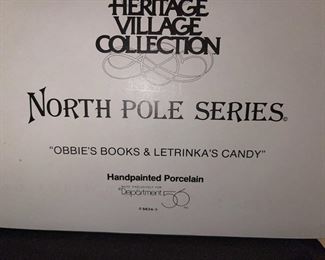 HERITAGE
VILLAGE
COLLECTION
NORTH POLE SERIES©
"OBBIE'S BOOKS & LETRINKA'S CANDY"
Handpainted Porcelain
Department 56